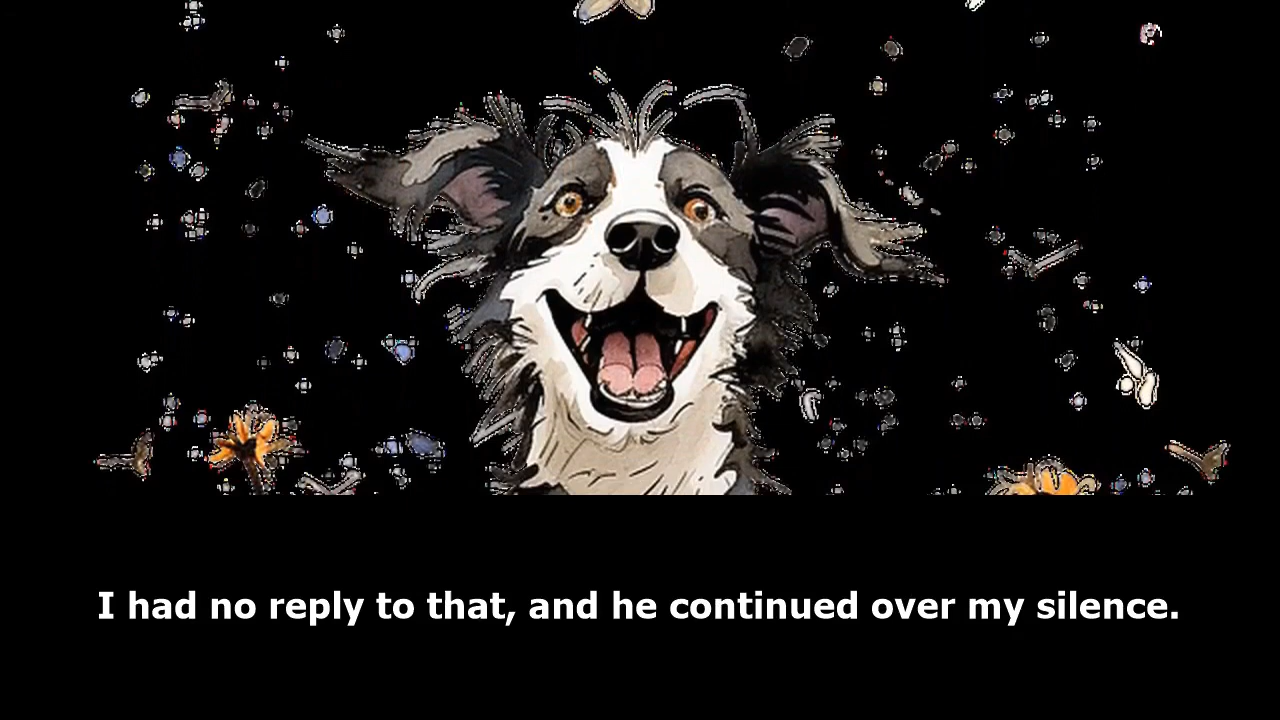 I had no reply to that, and he continued over my silence.